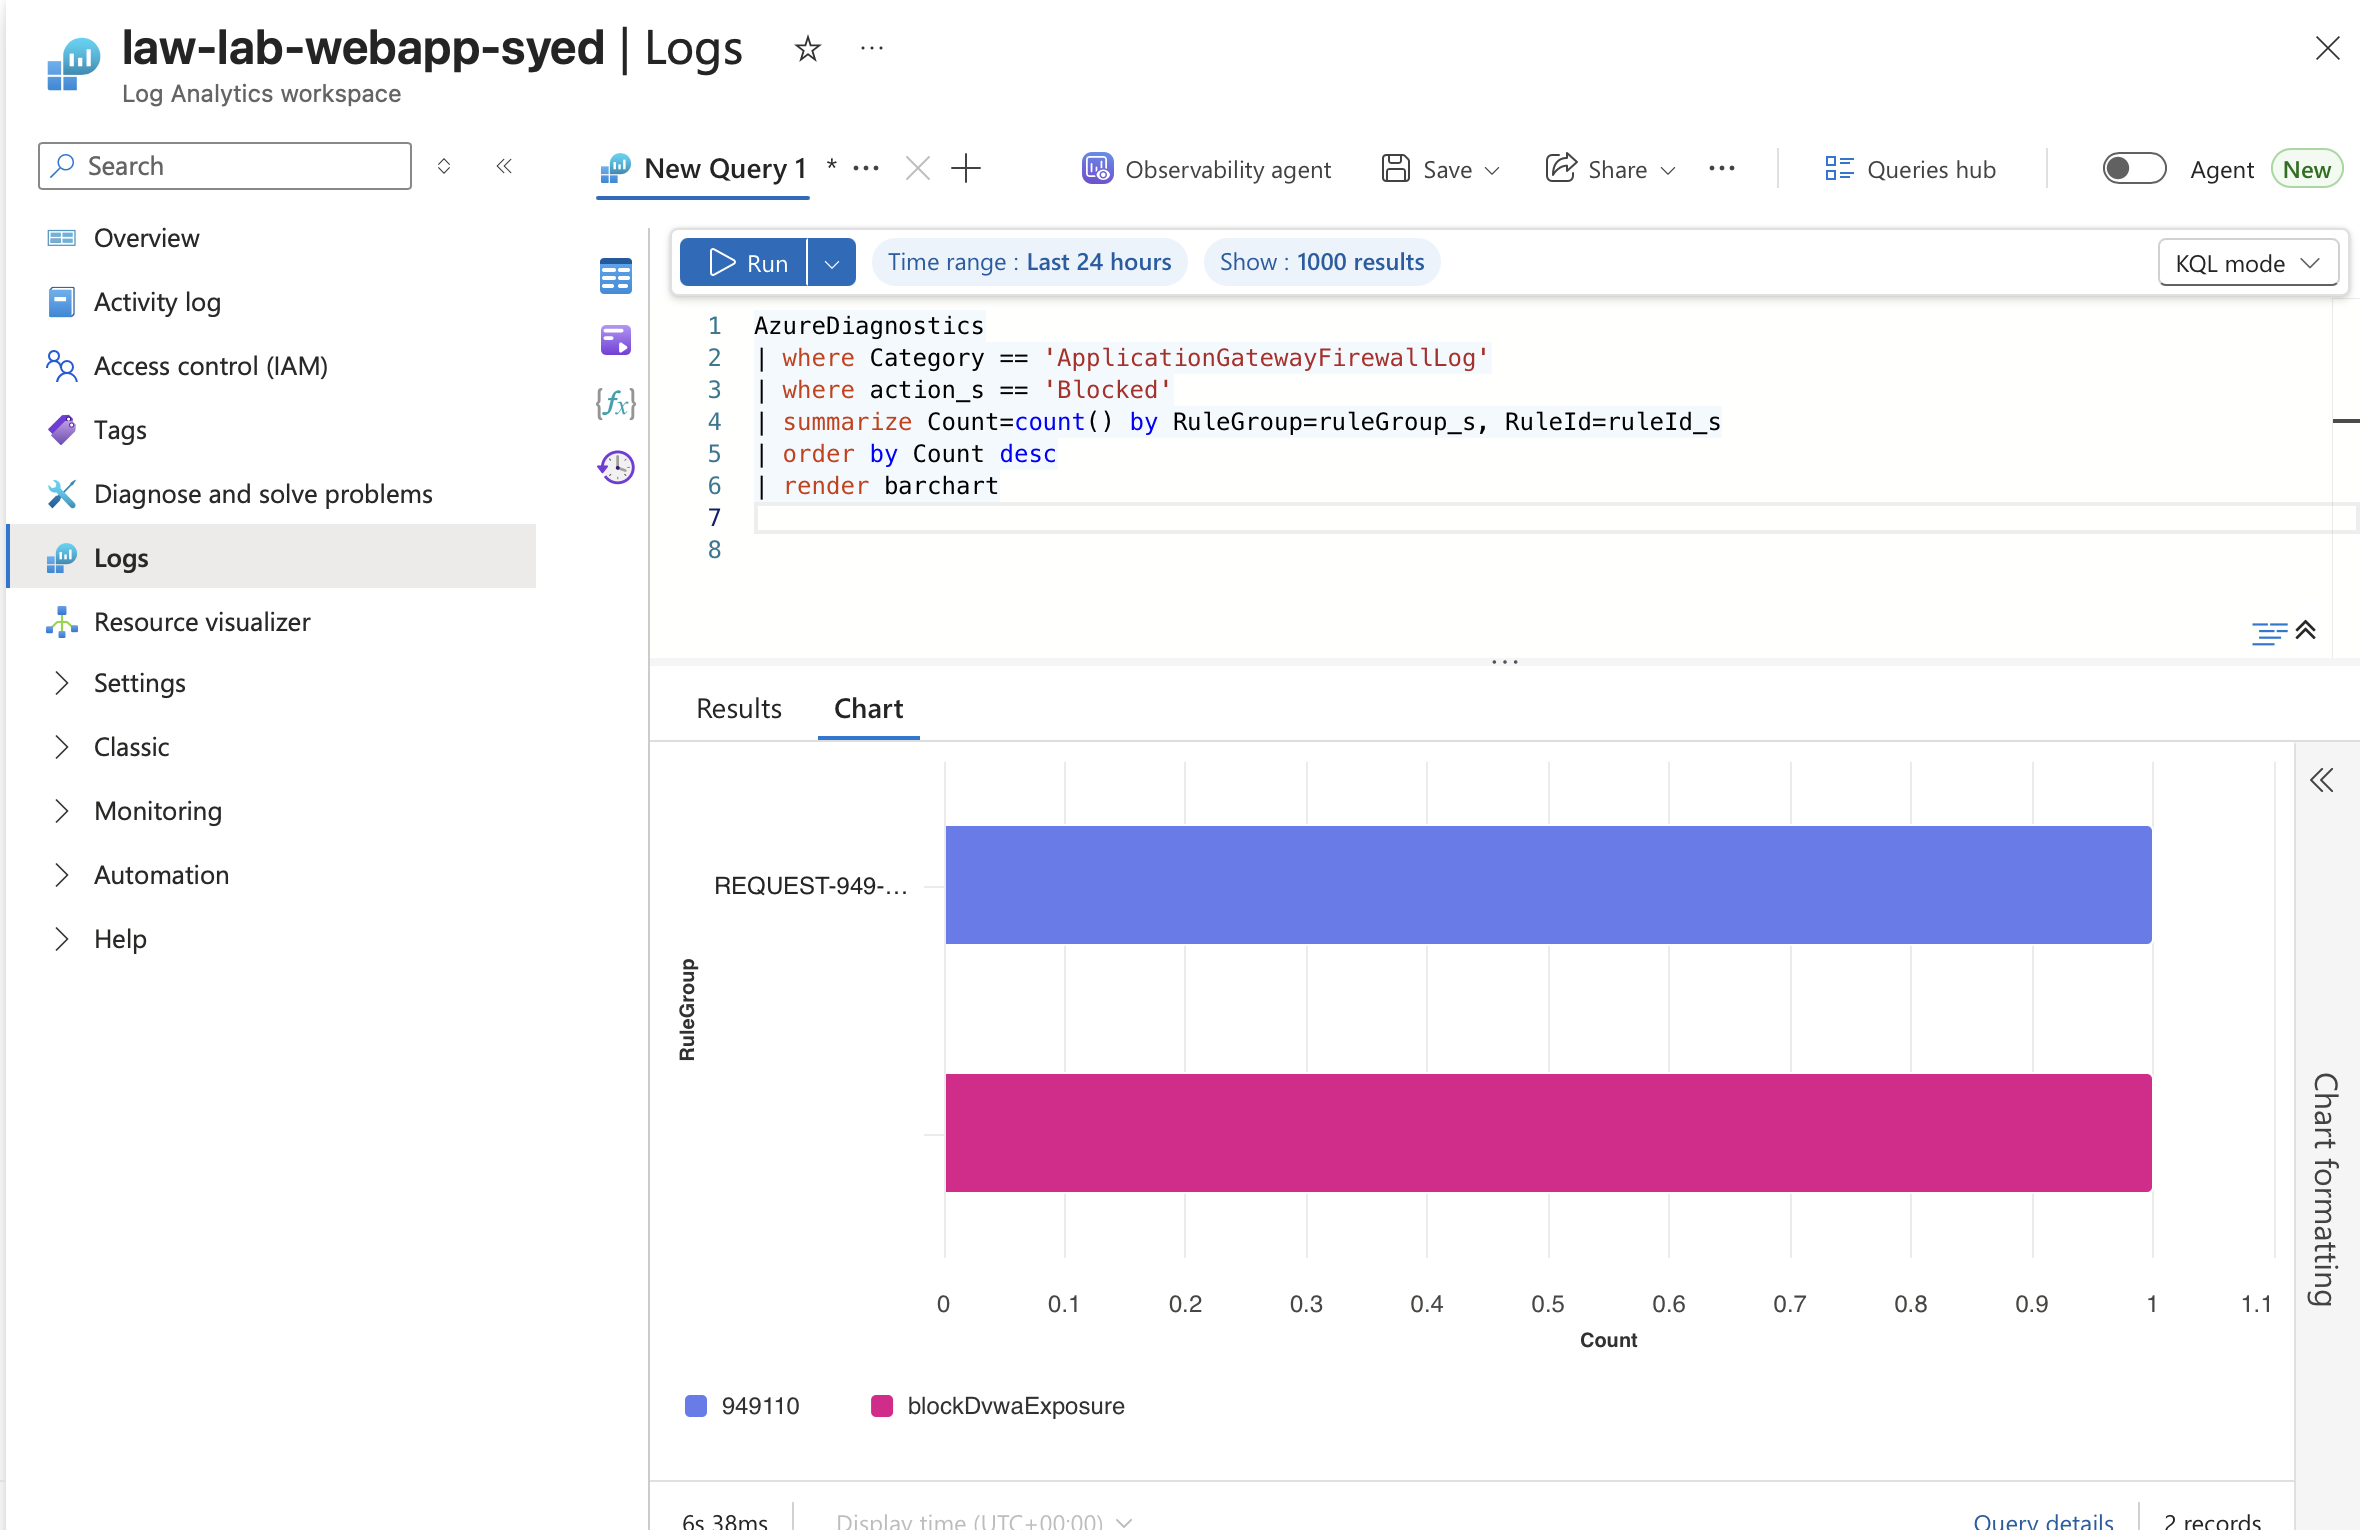 law-lab-webapp-syed | Logs
Log Analytics workspace
Search
Overview
Activity log
Access control (IAM)
Tags
Diagnose and solve problems
Logs
Resource visualizer
Settings
Classic
Monitoring
Automation
Help
New Query 1 *
Observability agent
Save
Share
Queries hub
Agent New
Run
Time range : Last 24 hours
Show : 1000 results
KQL mode
{fx}
1 AzureDiagnostics
2 | where Category == 'ApplicationGatewayFirewallLog'
3 | where action_s == 'Blocked'
4 | summarize Count=count() by RuleGroup=ruleGroup_s, RuleId=ruleId_s
5 | order by Count desc
6 | render barchart
7
8
Results Chart
REQUEST-949-...
RuleGroup
0 0.1 0.2 0.3 0.4 0.5 0.6 0.7 0.8 0.9 1 1.1
Count
949110 blockDvwaExposure
Chart formatting
6s 38ms
Display time (UTC+00:00)
Query details
2 records